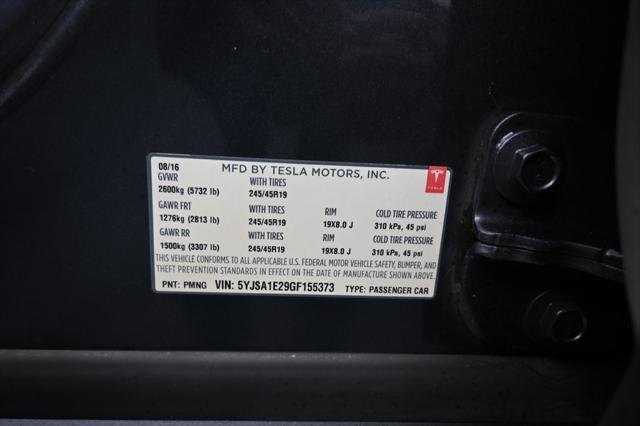 08/16 MFD BY TESLA MOTORS, INC.
GVWR WITH TIRES
2600kg (5732 lb) 245/45R19
TESLA
GAWR FRT WITH TIRES RIM COLD TIRE PRESSURE
1276kg (2813 lb) 245/45R19 19X8.0 J 310 kPa, 45 psi
GAWR RR WITH TIRES RIM COLD TIRE PRESSURE
1500kg (3307 lb) 245/45R19 19X8.0 J 310 kPa, 45 psi
THIS VEHICLE CONFORMS TO ALL APPLICABLE U.S. FEDERAL MOTOR VEHICLE SAFETY, BUMPER, AND
THEFT PREVENTION STANDARDS IN EFFECT ON THE DATE OF MANUFACTURE SHOWN ABOVE.
PNT: PMNG VIN: 5YJSA1E29GF155373 TYPE: PASSENGER CAR